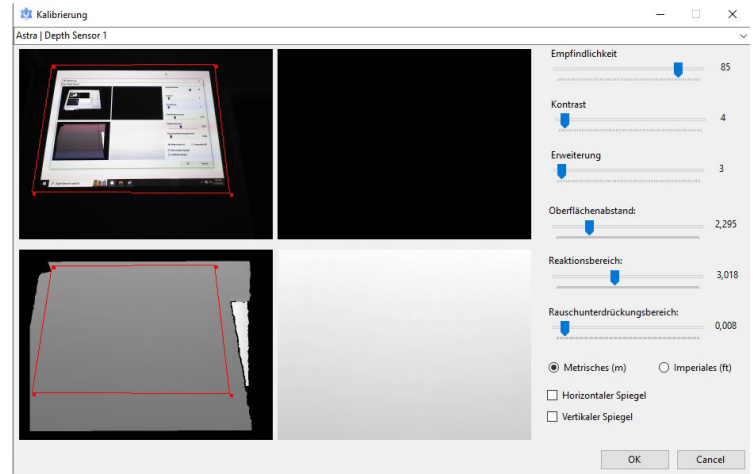 Kalibrierung
Astra | Depth Sensor 1
Empfindlichkeit
85
Kontrast
4
Erweiterung
3
Oberflächenabstand:
2,295
Reaktionsbereich:
3,018
Rauschunterdrückungsbereich:
0,008
Metrisches (m) Imperiales (ft)
Horizontaler Spiegel
Vertikaler Spiegel
OK Cancel